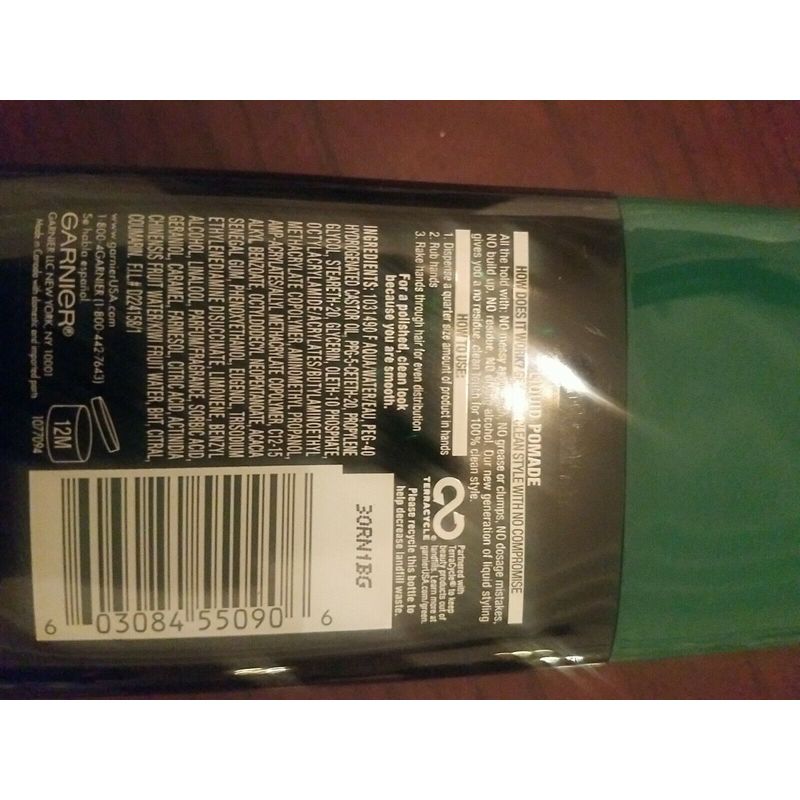 LIQUID POMADE
HOW DOES IT WORK? CLEAN STYLE WITH NO COMPROMISE
All the hold with: NO messy NO grease or clumps, NO dosage mistakes,
NO build up, NO residue, NO alcohol. Our new generation of liquid styling
gives you a no residue, clean finish for 100% clean style.
HOW TO USE:
1. Dispense a quarter size amount of product in hands
2. Rub hands
3. Rake hands through hair for even distribution
For a polished, clean look
because you are smooth.
TERRACYCLE
Partnered with
TerraCycle® to keep
beauty products out of
landfills. Learn more at
garnierUSA.com/green.
Please recycle this bottle to
help decrease landfill waste.
INGREDIENTS: 1031490 F AQUA/WATER/EAU, PEG-40
HYDROGENATED CASTOR OIL, PPG-5-CETETH-20, PROPYLENE
GLYCOL, STEARETH-20, GLYCERIN, OLETH-10 PHOSPHATE,
OCTYLACRYLAMIDE/ACRYLATES/BUTYLAMINOETHYL
METHACRYLATE COPOLYMER, AMINOMETHYL PROPANOL,
AMP-ACRYLATES/ALLYL METHACRYLATE COPOLYMER, C12-15
ALKYL BENZOATE, OCTYLDODECYL NEOPENTANOATE, ACACIA
SENEGAL GUM, PHENOXYETHANOL, EUGENOL, TRISODIUM
ETHYLENEDIAMINE DISUCCINATE, LIMONENE, BENZYL
ALCOHOL, LINALOOL, PARFUM/FRAGRANCE, SORBIC ACID,
GERANIOL, CARAMEL, FARNESOL, CITRIC ACID, ACTINIDIA
CHINENSIS FRUIT WATER/KIWI FRUIT WATER, BHT, CITRAL,
COUMARIN. F.I.L.# D224158/1
www.garnierUSA.com
1-800-4GARNIER (1-800-442-7643)
Se habla español
GARNIER®
GARNIER LLC NEW YORK, NY 10001
Made in Canada with domestic and imported parts
1077094
12M
30RN1BG
6 03084 55090 6